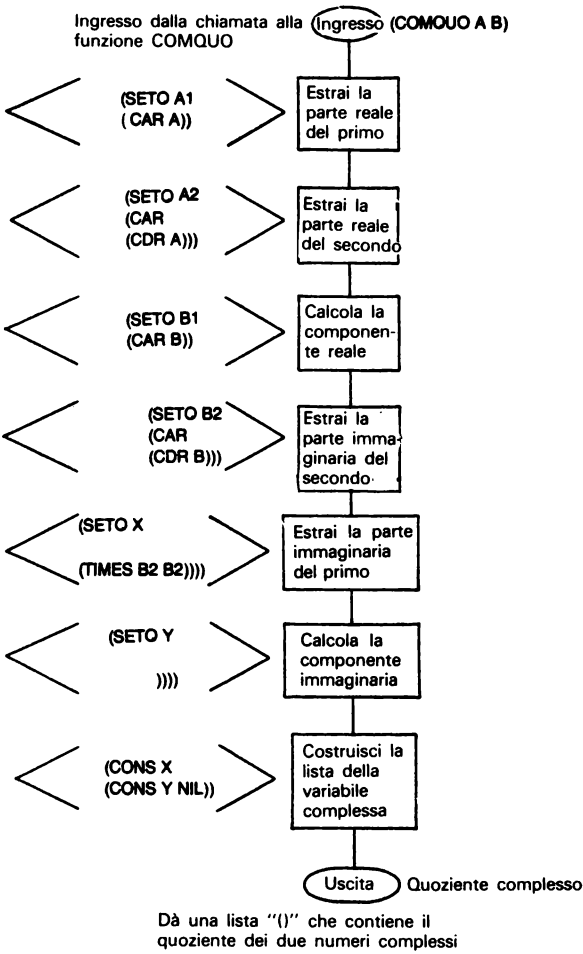 Ingresso dalla chiamata alla Ingresso (COMQUO A B)
funzione COMQUO
(SETQ A1
( CAR A))
Estrai la
parte reale
del primo
(SETQ A2
(CAR
(CDR A)))
Estrai la
parte reale
del secondo
(SETQ B1
(CAR B))
Calcola la
componen-
te reale
(SETQ B2
(CAR
(CDR B)))
Estrai la
parte imma-
ginaria del
secondo
(SETQ X
(TIMES B2 B2))))
Estrai la parte
immaginaria
del primo
(SETQ Y
))))
Calcola la
componente
immaginaria
(CONS X
(CONS Y NIL))
Costruisci la
lista della
variabile
complessa
Uscita Quoziente complesso
Dà una lista "()" che contiene il
quoziente dei due numeri complessi